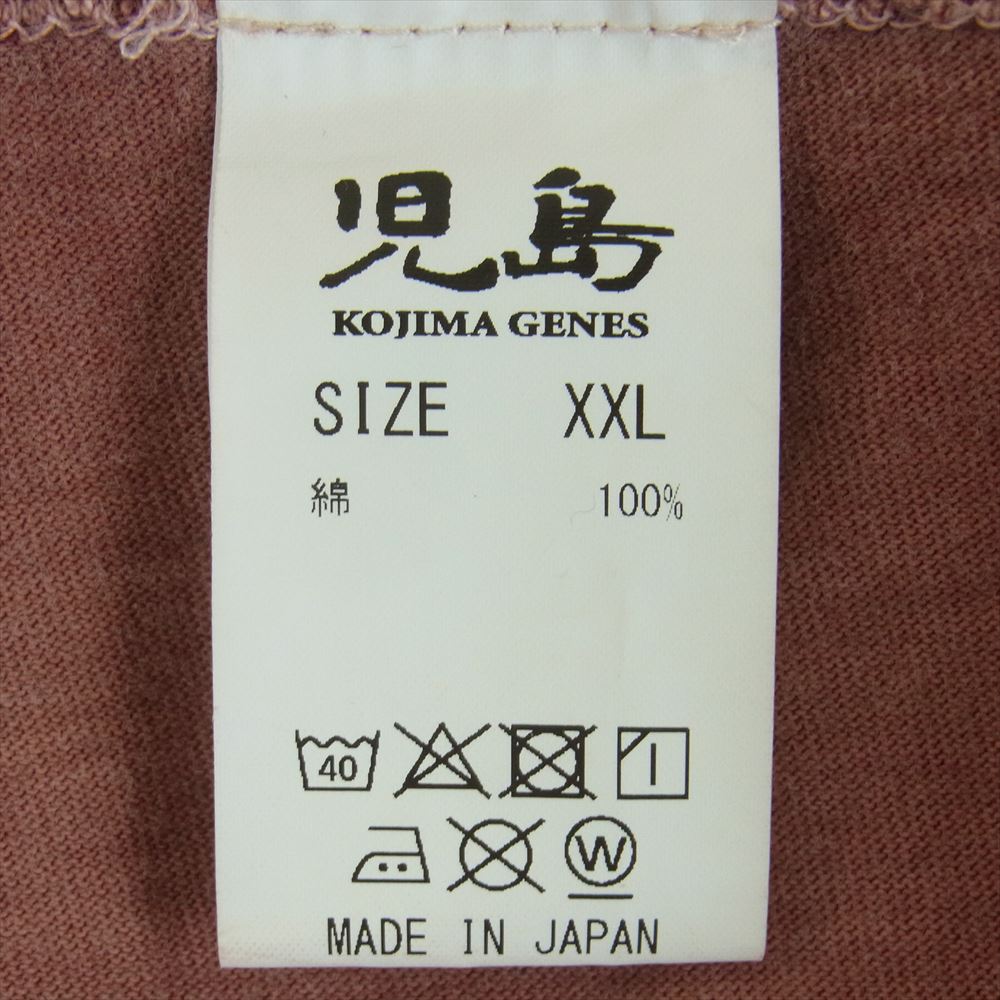 児島
KOJIMA GENES
SIZE XXL
綿 100%
40
W
MADE IN JAPAN